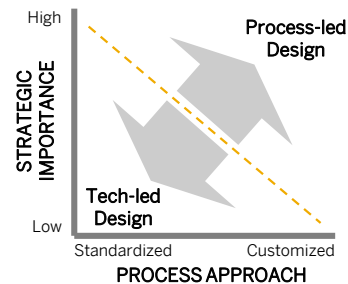 High
Process-led
Design
STRATEGIC
IMPORTANCE
Tech-led
Design
Low
Standardized
Customized
PROCESS APPROACH